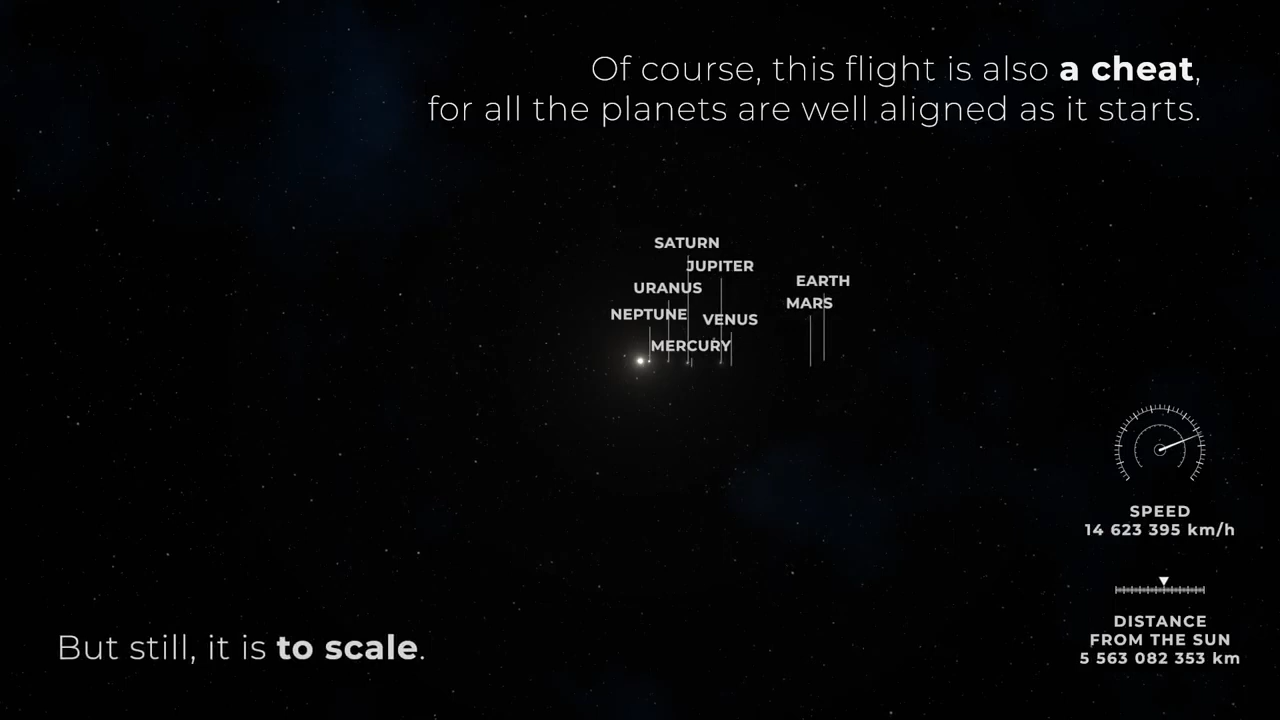 Of course, this flight is also a cheat,
for all the planets are well aligned as it starts.
SATURN
JUPITER
EARTH
URANUS
MARS
NEPTUNE
VENUS
MERCURY
SPEED
14 623 395 km/h
DISTANCE
FROM THE SUN
5 563 082 353 km
But still, it is to scale.